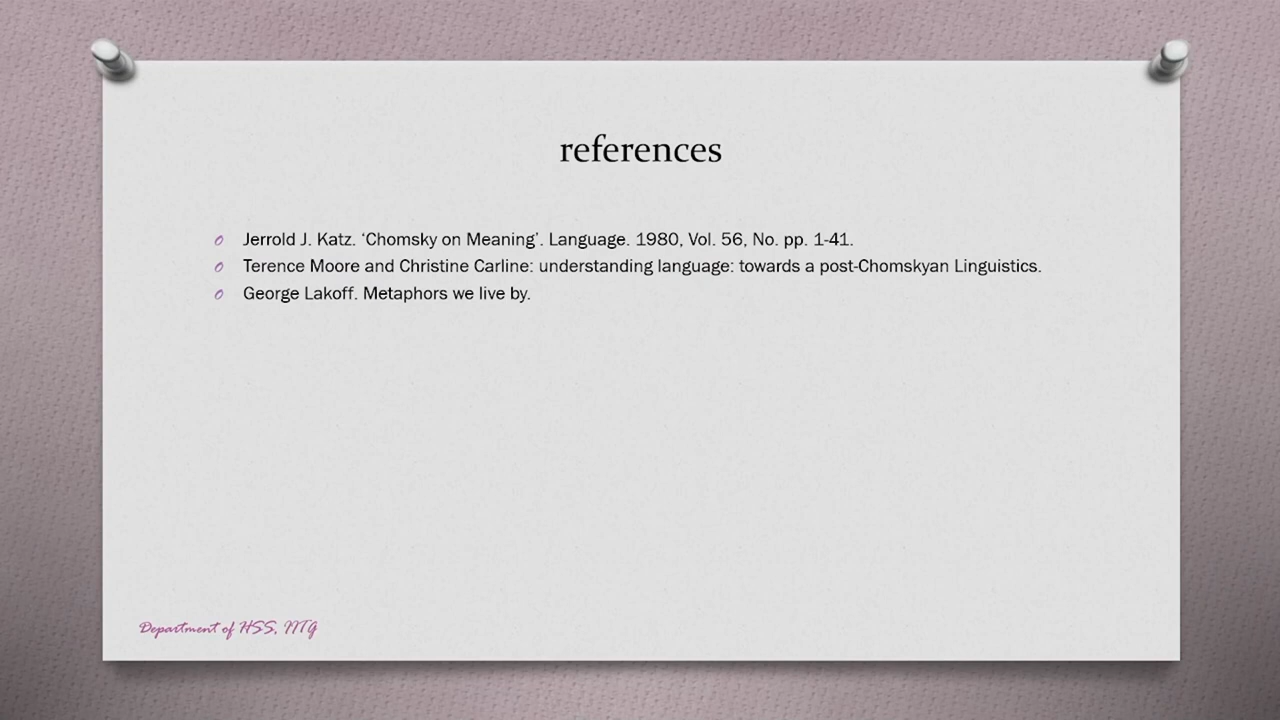 references
Jerrold J. Katz. ‘Chomsky on Meaning’. Language. 1980, Vol. 56, No. pp. 1-41.
Terence Moore and Christine Carline: understanding language: towards a post-Chomskyan Linguistics.
George Lakoff. Metaphors we live by.
Department of HSS, IITG